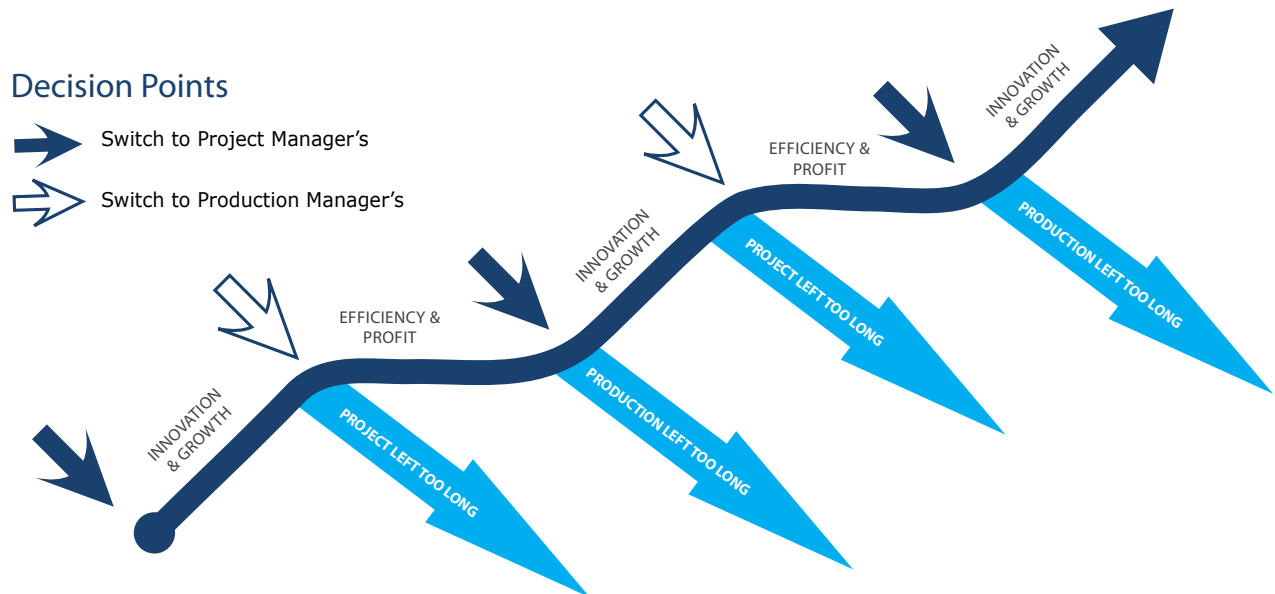 Decision Points
Switch to Project Manager's
Switch to Production Manager's
INNOVATION
& GROWTH
PROJECT LEFT TOO LONG
EFFICIENCY &
PROFIT
PRODUCTION LEFT TOO LONG
INNOVATION
& GROWTH
PROJECT LEFT TOO LONG
EFFICIENCY &
PROFIT
PRODUCTION LEFT TOO LONG
INNOVATION
& GROWTH